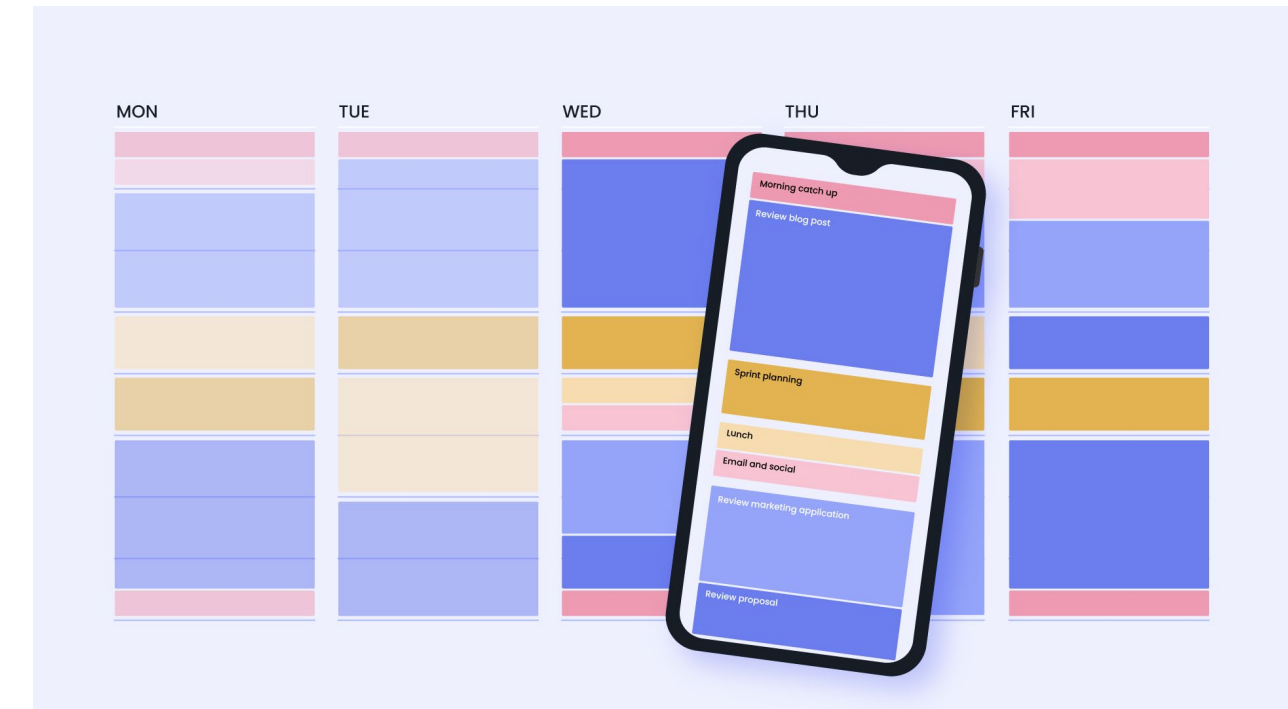 MON
TUE
WED
THU
FRI
Morning catch up
Review blog post
Sprint planning
Lunch
Email and social
Review marketing application
Review proposal